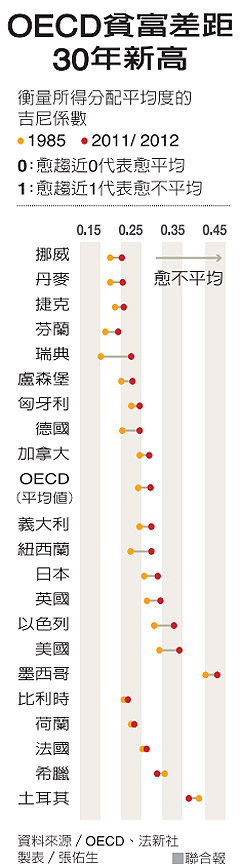 OECD貧富差距
30年新高
衡量所得分配平均度的
吉尼係數
1985 2011/2012
0:愈趨近0代表愈平均
1:愈趨近1代表愈不平均
0.15 0.25 0.35 0.45
挪威
愈不平均
丹麥
捷克
芬蘭
瑞典
盧森堡
匈牙利
德國
加拿大
OECD
(平均値)
義大利
紐西蘭
日本
英國
以色列
美國
墨西哥
比利時
荷蘭
法國
希臘
土耳其
資料來源/OECD、法新社
製表/張佑生 聯合報